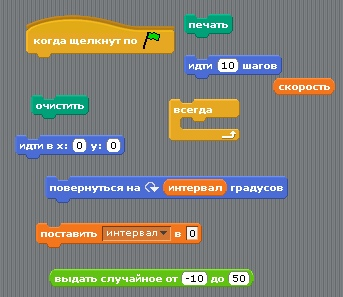 печать
когда щелкнут по
идти 10 шагов
скорость
очистить
всегда
идти в x: 0 y: 0
повернуться на интервал градусов
поставить интервал в 0
выдать случайное от -10 до 50